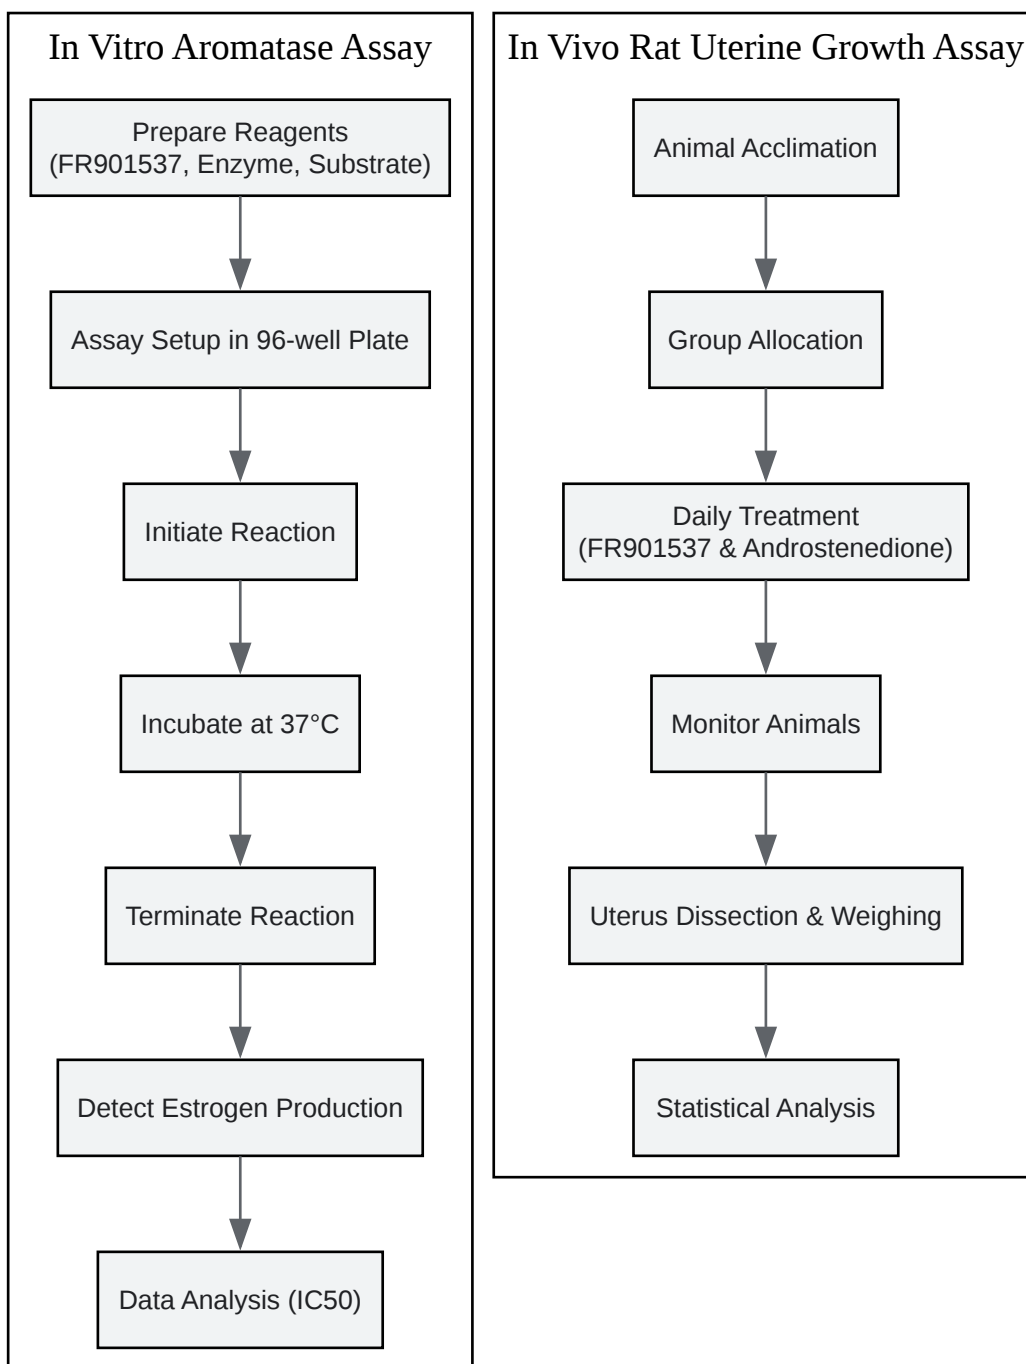 In Vitro Aromatase Assay
Prepare Reagents
(FR901537, Enzyme, Substrate)
Assay Setup in 96-well Plate
Initiate Reaction
Incubate at 37°C
Terminate Reaction
Detect Estrogen Production
Data Analysis (IC50)
In Vivo Rat Uterine Growth Assay
Animal Acclimation
Group Allocation
Daily Treatment
(FR901537 & Androstenedione)
Monitor Animals
Uterus Dissection & Weighing
Statistical Analysis